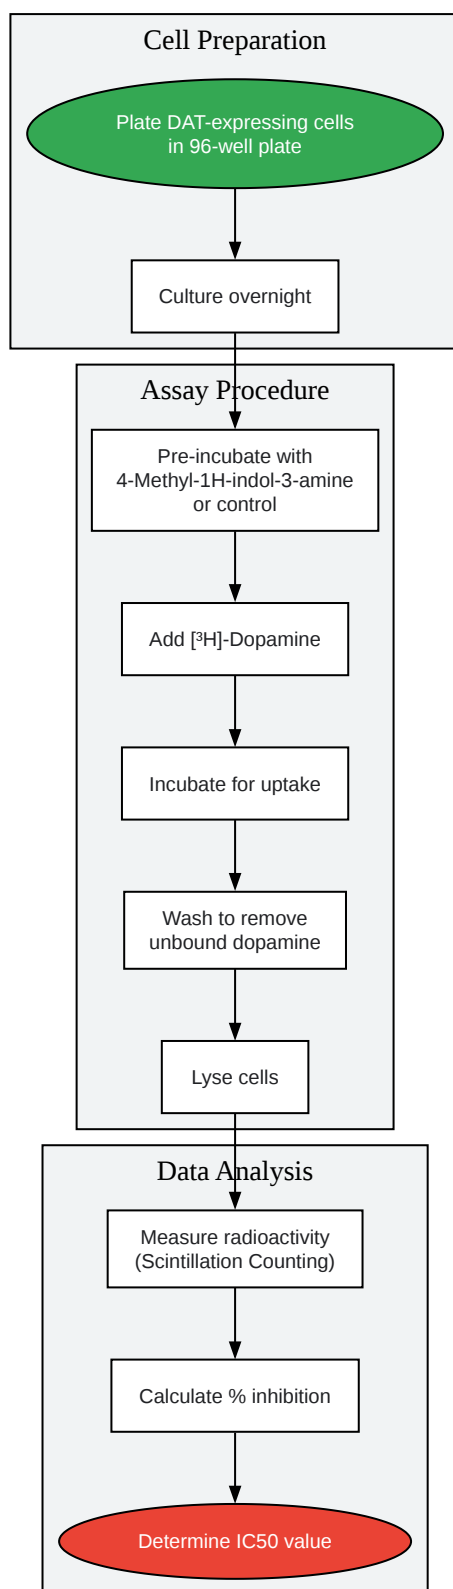 Cell Preparation
Plate DAT-expressing cells
in 96-well plate
Culture overnight
Assay Procedure
Pre-incubate with
4-Methyl-1H-indol-3-amine
or control
Add [³H]-Dopamine
Incubate for uptake
Wash to remove
unbound dopamine
Lyse cells
Data Analysis
Measure radioactivity
(Scintillation Counting)
Calculate % inhibition
Determine IC50 value